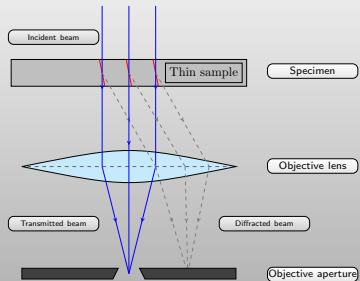 Incident beam
Thin sample
Specimen
Objective lens
Transmitted beam
Diffracted beam
Objective aperture